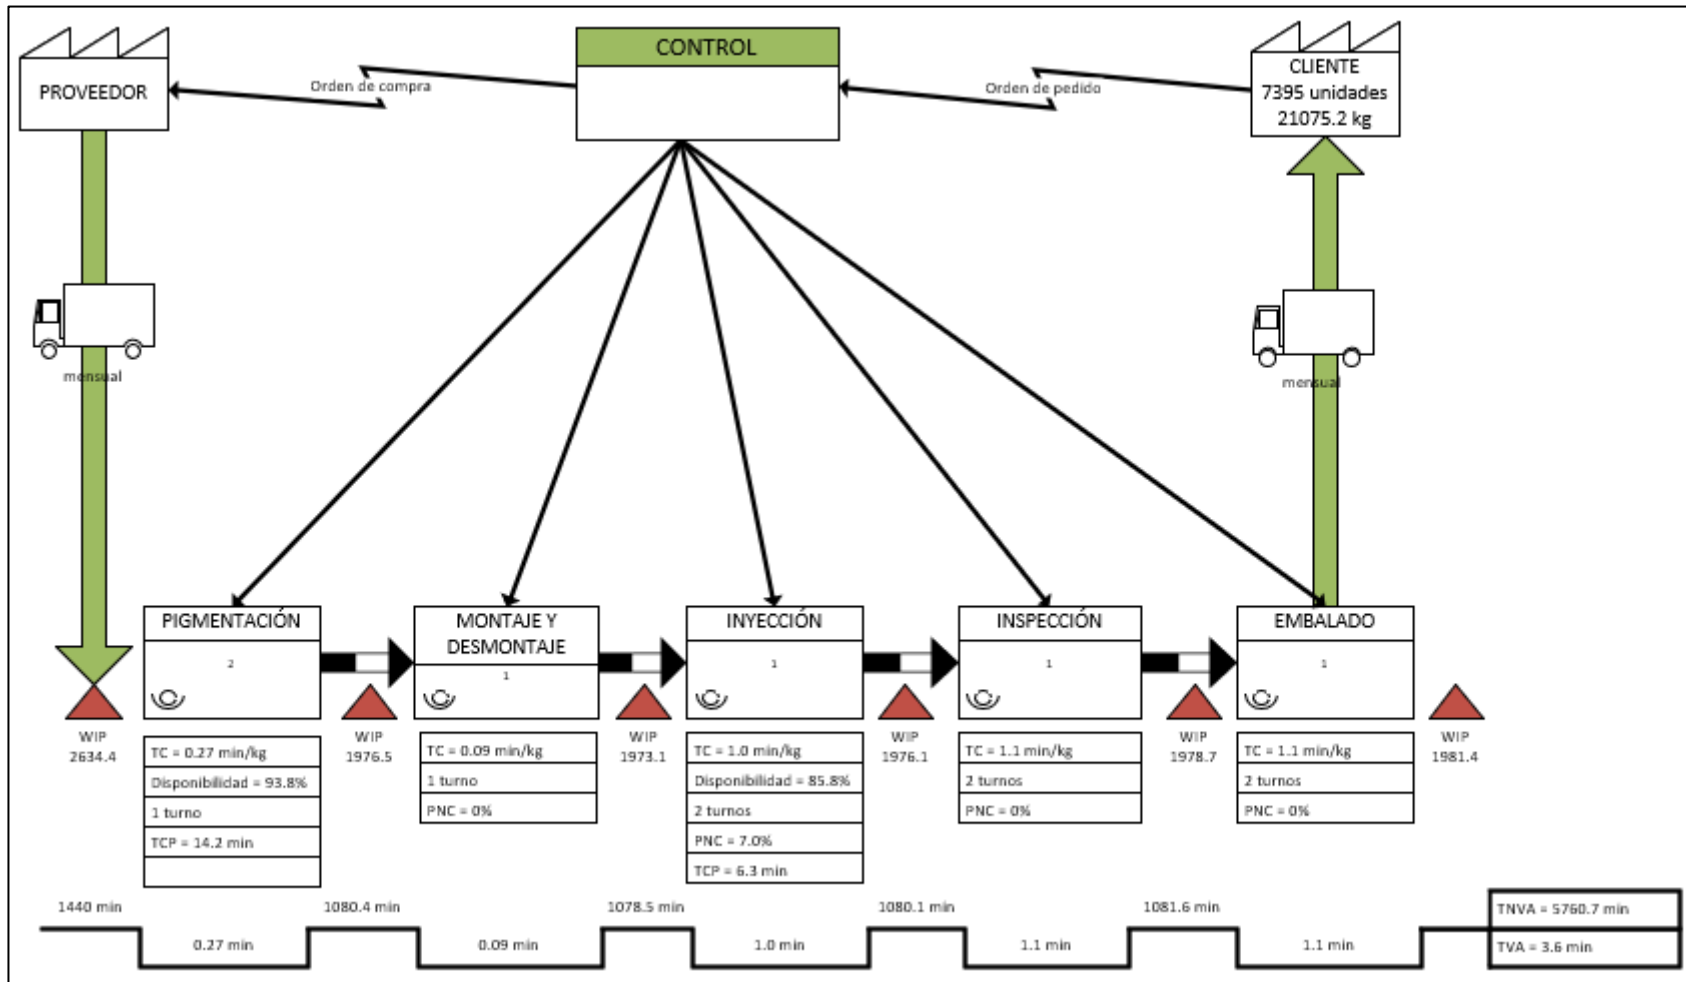 CONTROL
PROVEEDOR
Orden de compra
Orden de pedido
CLIENTE
7395 unidades
21075.2 kg
mensual
mensual
PIGMENTACIÓN
2
MONTAJE Y
DESMONTAJE
1
INYECCIÓN
1
INSPECCIÓN
1
EMBALADO
1
WIP
2634.4
WIP
1976.5
WIP
1973.1
WIP
1976.1
WIP
1978.7
WIP
1981.4
TC = 0.27 min/kg
Disponibilidad = 93.8%
1 turno
TCP = 14.2 min
TC = 0.09 min/kg
1 turno
PNC = 0%
TC = 1.0 min/kg
Disponibilidad = 85.8%
2 turnos
PNC = 7.0%
TCP = 6.3 min
TC = 1.1 min/kg
2 turnos
PNC = 0%
TC = 1.1 min/kg
2 turnos
PNC = 0%
1440 min
1080.4 min
1078.5 min
1080.1 min
1081.6 min
TNVA = 5760.7 min
0.27 min
0.09 min
1.0 min
1.1 min
1.1 min
TVA = 3.6 min